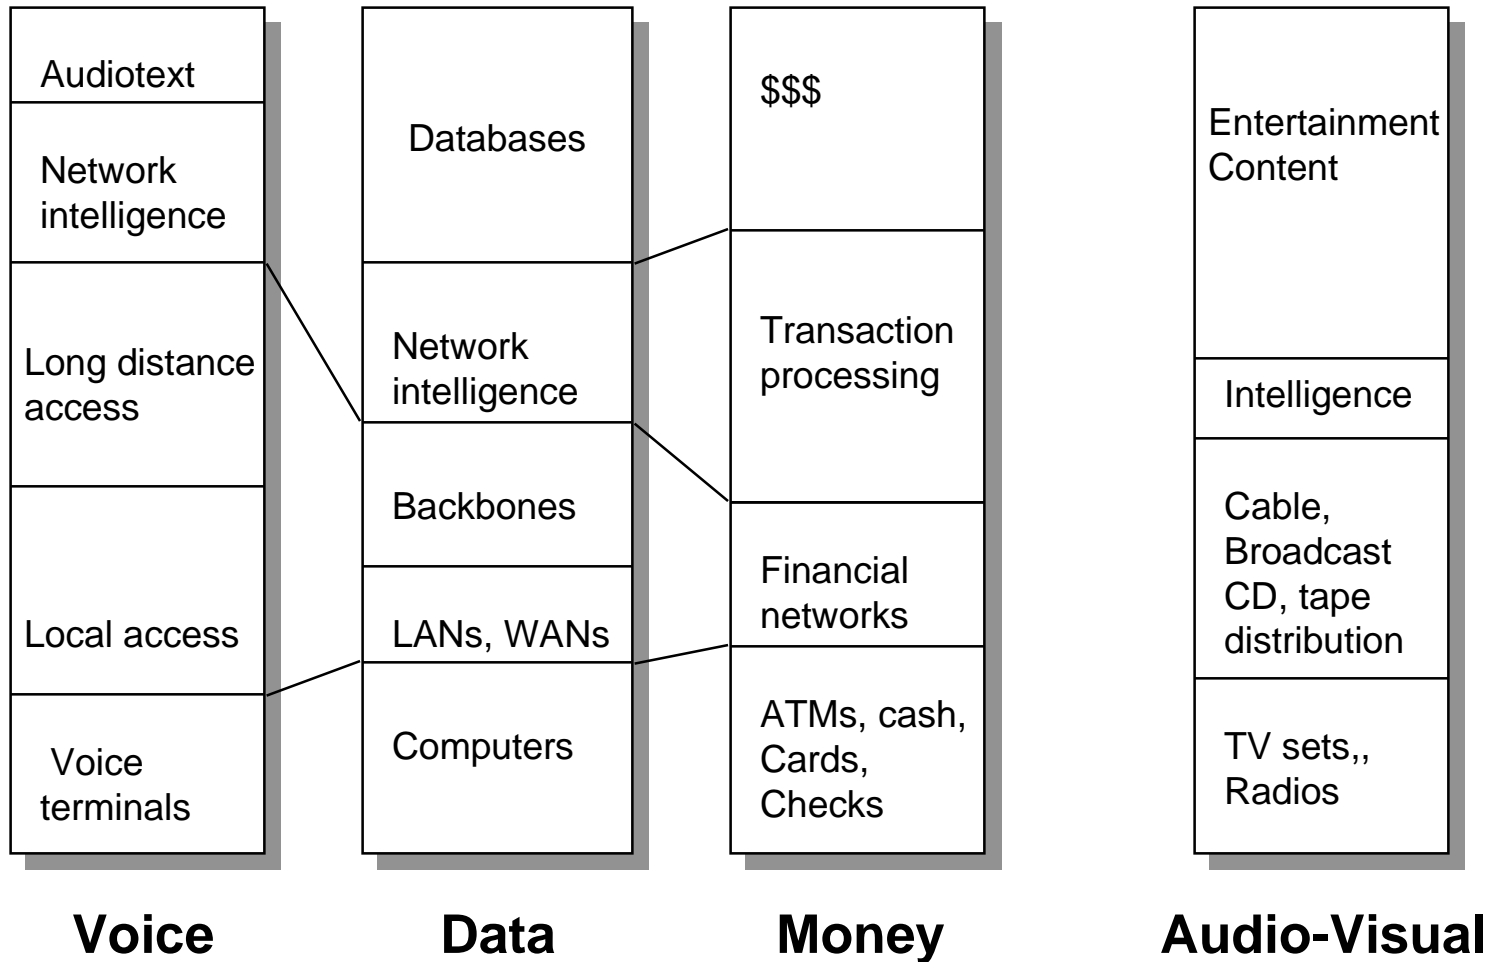 Audiotext
Network
intelligence
Long distance
access
Local access
Voice
terminals
Voice
Databases
Network
intelligence
Backbones
LANs, WANs
Computers
Data
$$$
Transaction
processing
Financial
networks
ATMs, cash,
Cards,
Checks
Money
Entertainment
Content
Intelligence
Cable,
Broadcast
CD, tape
distribution
TV sets,,
Radios
Audio-Visual